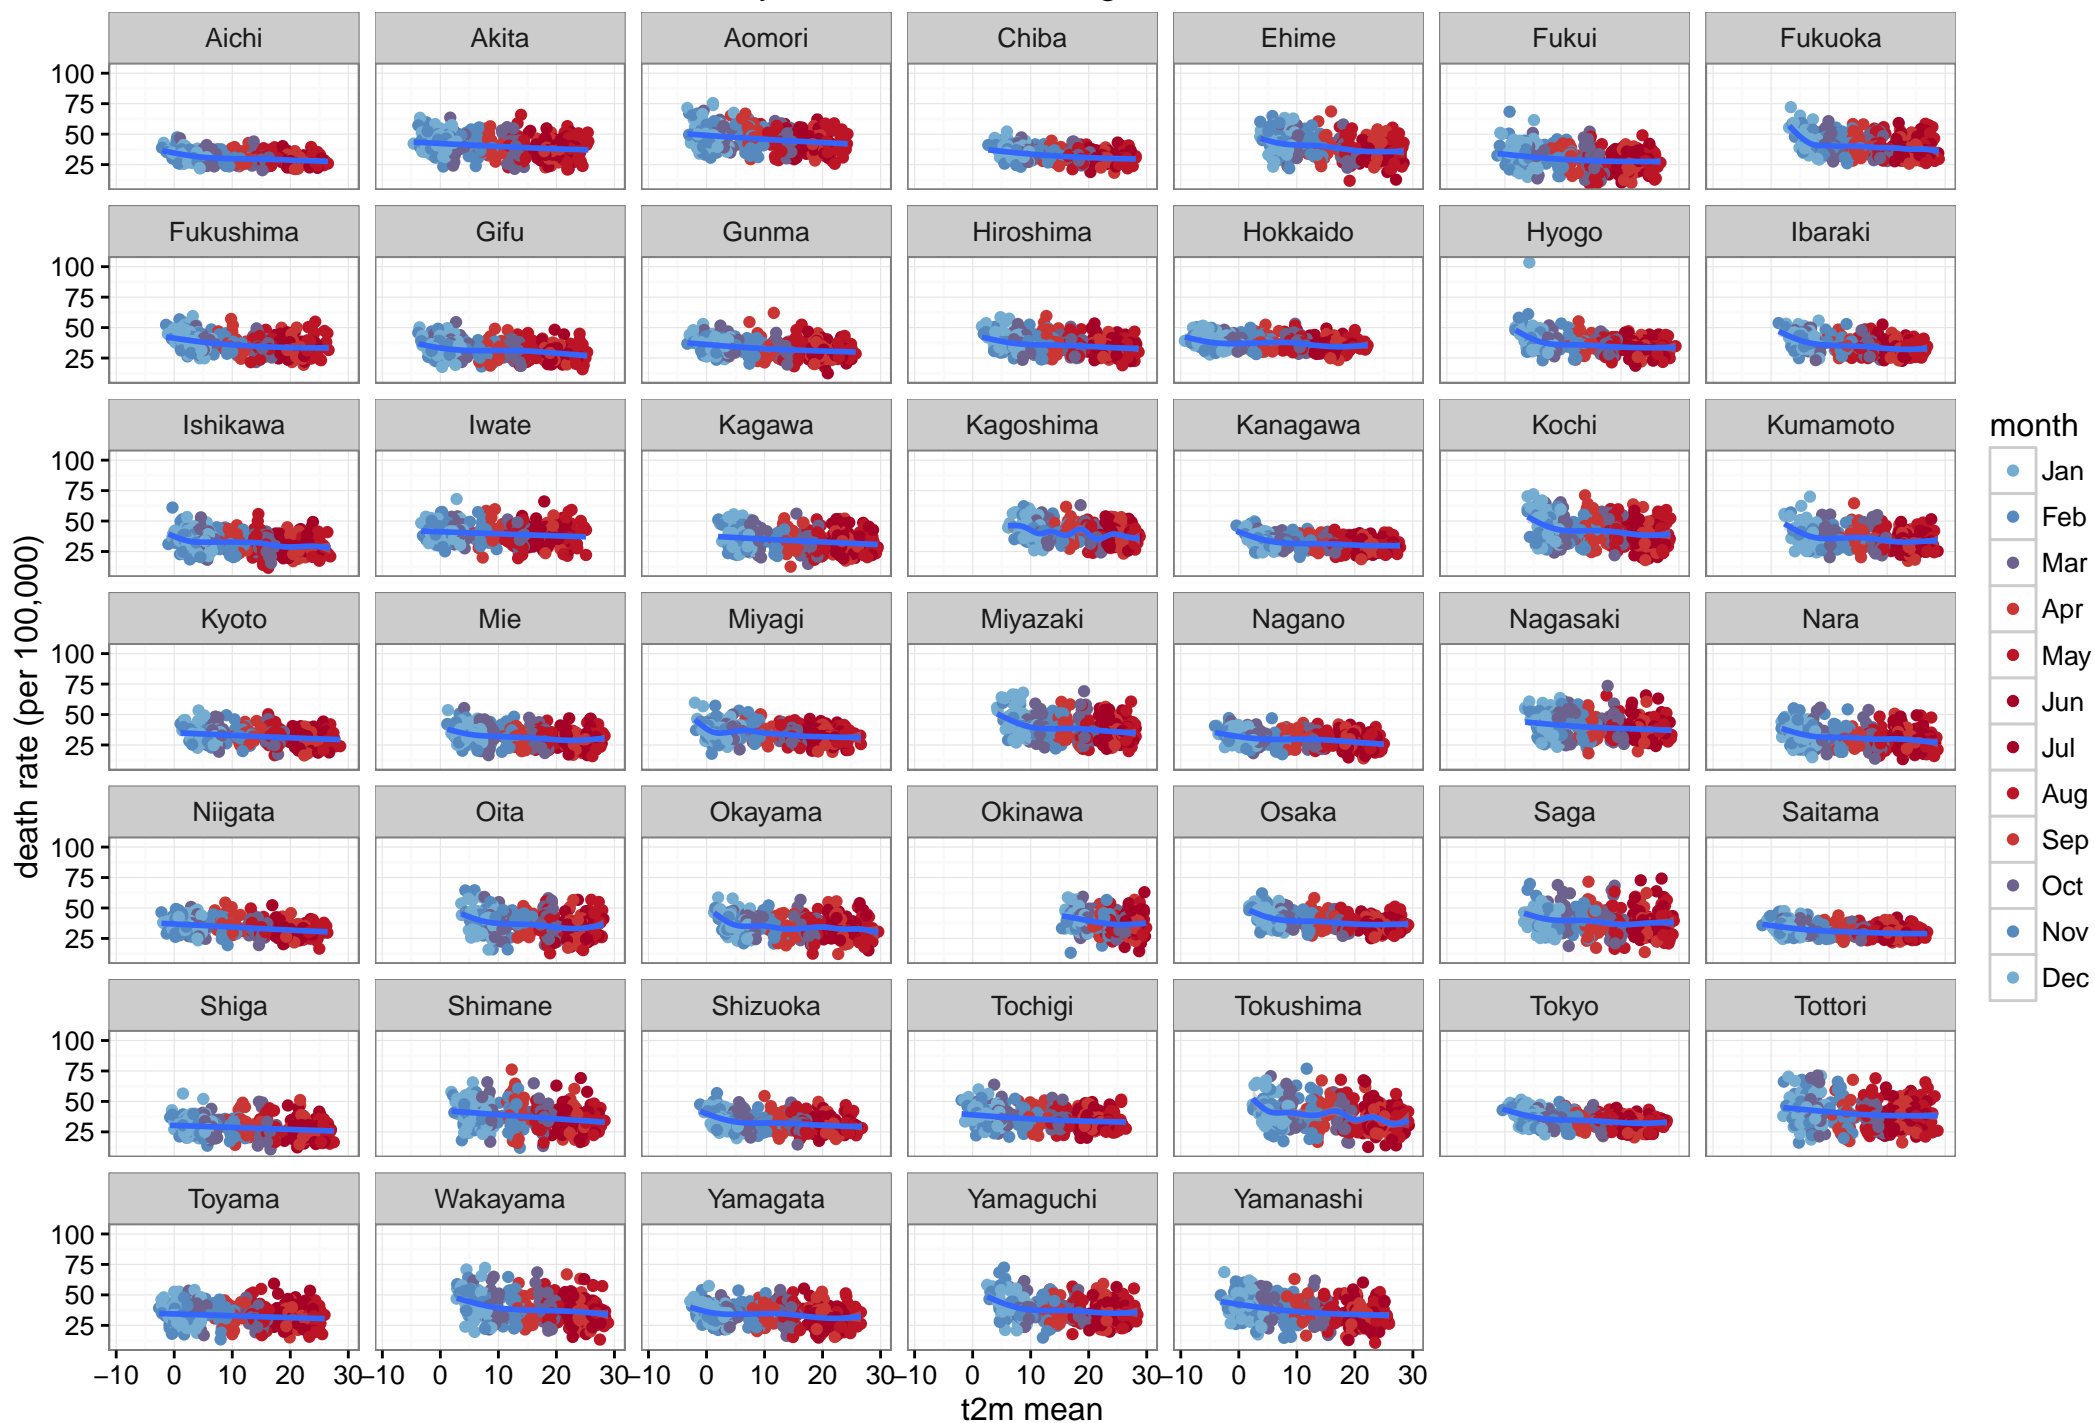 Aichi Akita Aomori Chiba Ehime Fukui Fukuoka
100
75
50
25
Fukushima Gifu Gunma Hiroshima Hokkaido Hyogo Ibaraki
100
75
50
25
Ishikawa Iwate Kagawa Kagoshima Kanagawa Kochi Kumamoto
100
75
50
25
Kyoto Mie Miyagi Miyazaki Nagano Nagasaki Nara
100
75
50
25
Niigata Oita Okayama Okinawa Osaka Saga Saitama
100
75
50
25
Shiga Shimane Shizuoka Tochigi Tokushima Tokyo Tottori
100
75
50
25
Toyama Wakayama Yamagata Yamaguchi Yamanashi
100
75
50
25
−10 0 10 20 30 −10 0 10 20 30 −10 0 10 20 30 −10 0 10 20 30 −10 0 10 20 30
t2m mean
death rate (per 100,000)
month
Jan
Feb
Mar
Apr
May
Jun
Jul
Aug
Sep
Oct
Nov
Dec